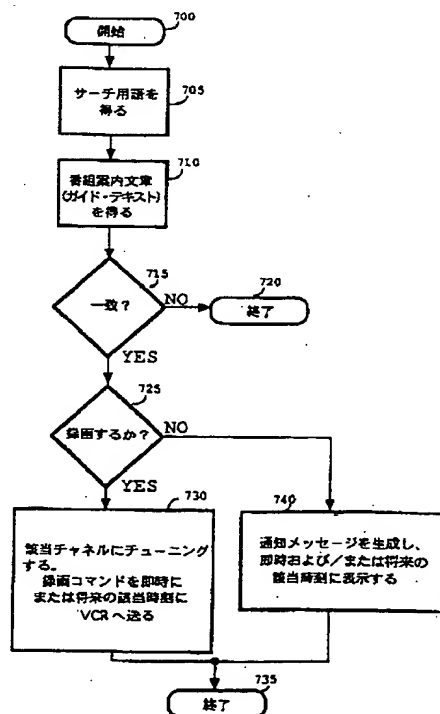 700
開始
705
サーチ用語を
得る
710
番組案内文章
(ガイド・テキスト)
を得る
715
一致?
NO
720
終了
YES
725
録画するか?
NO
YES
730
該当チャネルにチューニング
する。
録画コマンドを即時に
または将来の該当時刻に
VCRへ送る
740
通知メッセージを生成し、
即時および/または将来の
該当時刻に表示する
735
終了